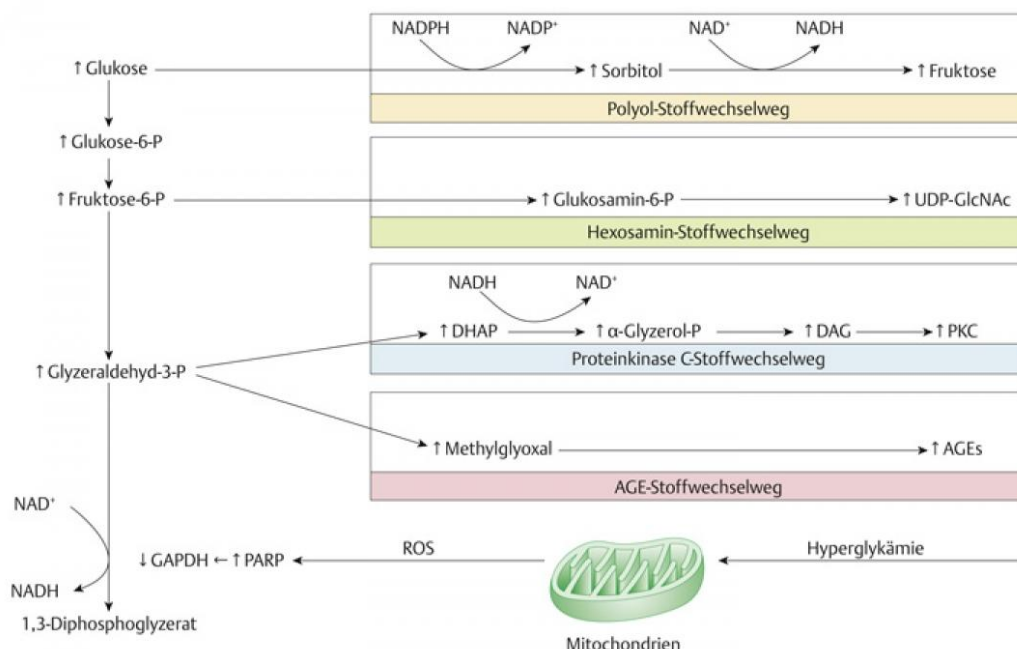 NADPH NADP⁺ NAD⁺ NADH
↑Glukose ↑Sorbitol ↑Fruktose
Polyol-Stoffwechselweg
↑Glukose-6-P
↑Fruktose-6-P ↑Glukosamin-6-P ↑UDP-GlcNAc
Hexosamin-Stoffwechselweg
NADH NAD⁺
↑DHAP ↑α-Glyzerol-P ↑DAG ↑PKC
Proteinkinase C-Stoffwechselweg
↑Glyzeraldehyd-3-P
↑Methylglyoxal ↑AGEs
AGE-Stoffwechselweg
NAD⁺
↓GAPDH ←↑PARP ROS Hyperglykämie
NADH
1,3-Diphosphoglyzerat
Mitochondrien